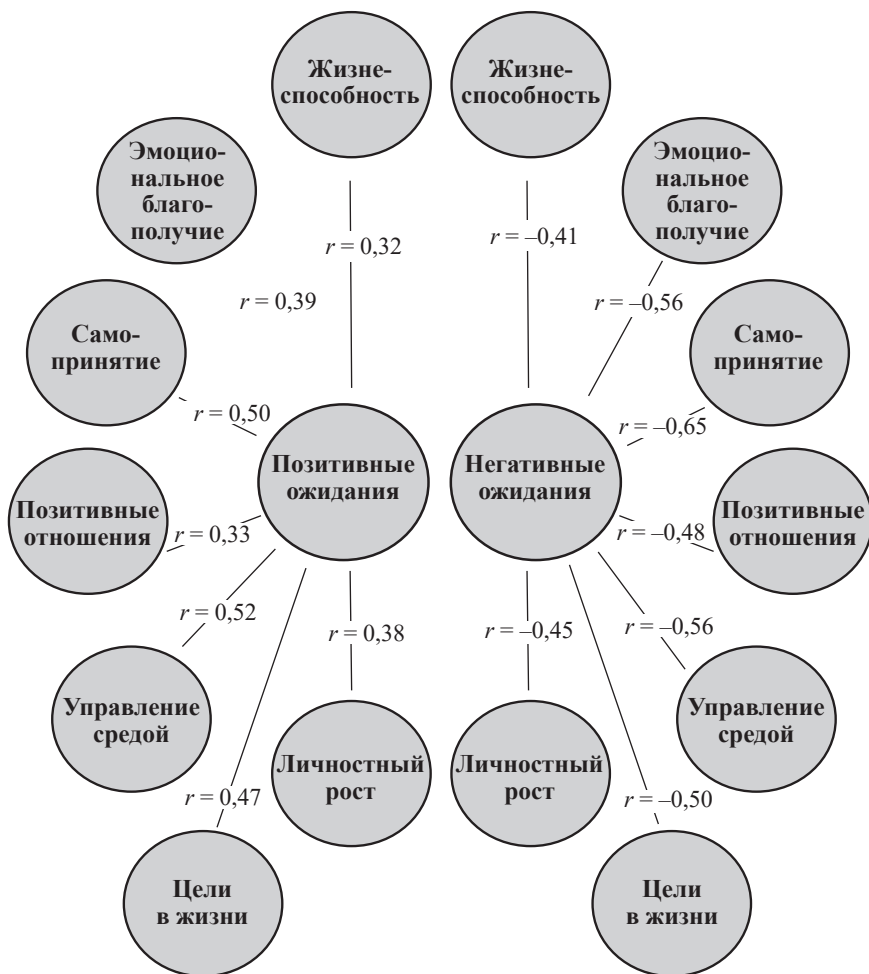 Жизне-
способность
Жизне-
способность
Эмоцио-
нальное
благо-
получие
Эмоцио-
нальное
благо-
получие
r = 0,32
r = –0,41
r = 0,39
r = –0,56
Само-
принятие
Само-
принятие
r = 0,50
r = –0,65
Позитивные
ожидания
Негативные
ожидания
Позитивные
отношения
Позитивные
отношения
r = 0,33
r = –0,48
r = 0,52
r = 0,38
r = –0,45
r = –0,56
Управление
средой
Управление
средой
Личностный
рост
Личностный
рост
r = 0,47
r = –0,50
Цели
в жизни
Цели
в жизни